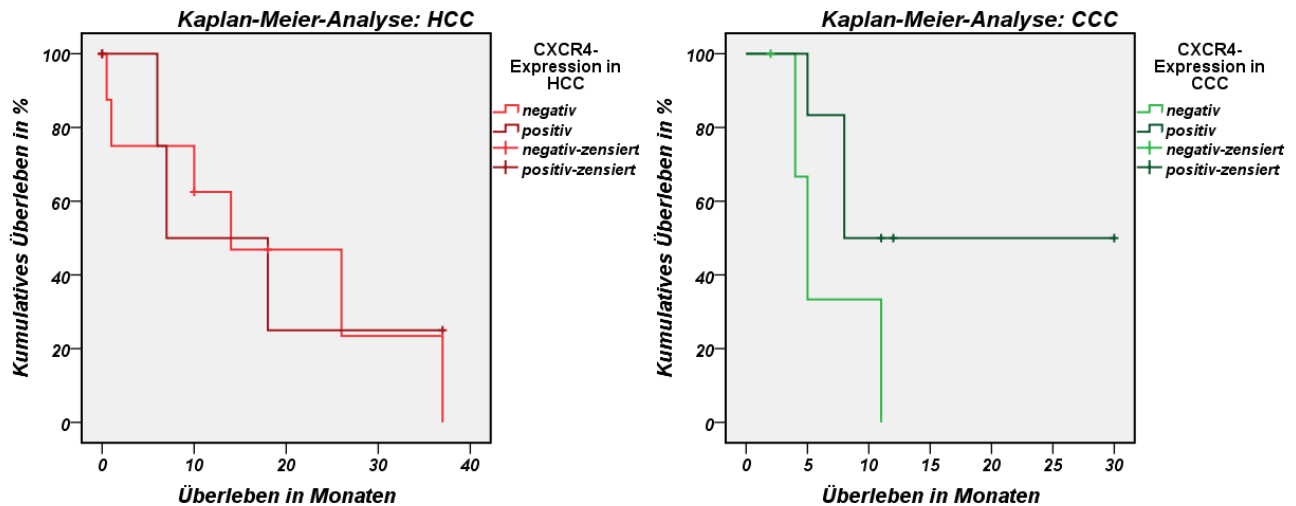 Kaplan-Meier-Analyse: HCC
Kumulatives Überleben in %
100
80
60
40
20
0
0 10 20 30 40
Überleben in Monaten
CXCR4-
Expression in
HCC
negativ
positiv
negativ-zensiert
positiv-zensiert
Kaplan-Meier-Analyse: CCC
Kumulatives Überleben in %
100
80
60
40
20
0
0 5 10 15 20 25 30
Überleben in Monaten
CXCR4-
Expression in
CCC
negativ
positiv
negativ-zensiert
positiv-zensiert